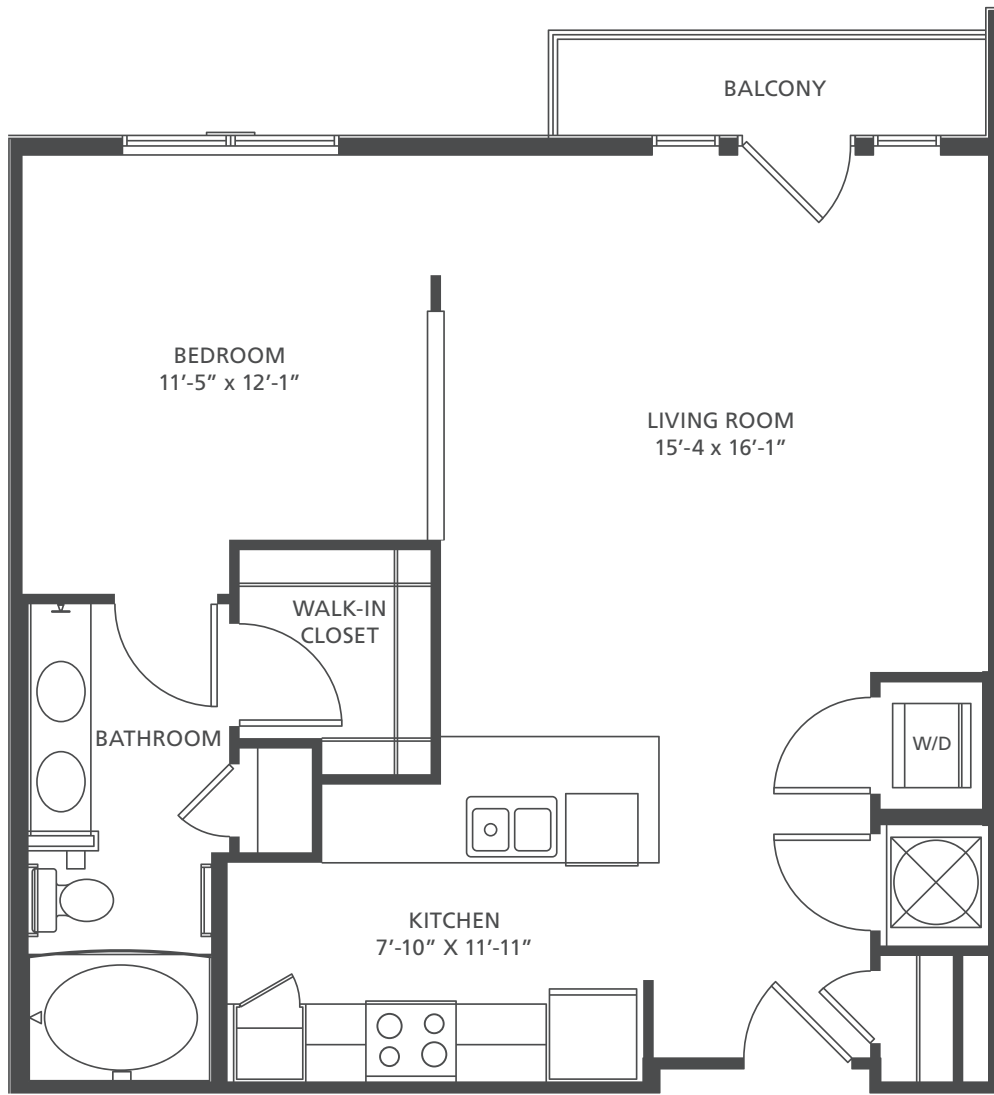 BALCONY
BEDROOM
11’-5” x 12’-1”
LIVING ROOM
15’-4 x 16’-1”
WALK-IN
CLOSET
BATHROOM
W/D
KITCHEN
7’-10” X 11’-11”